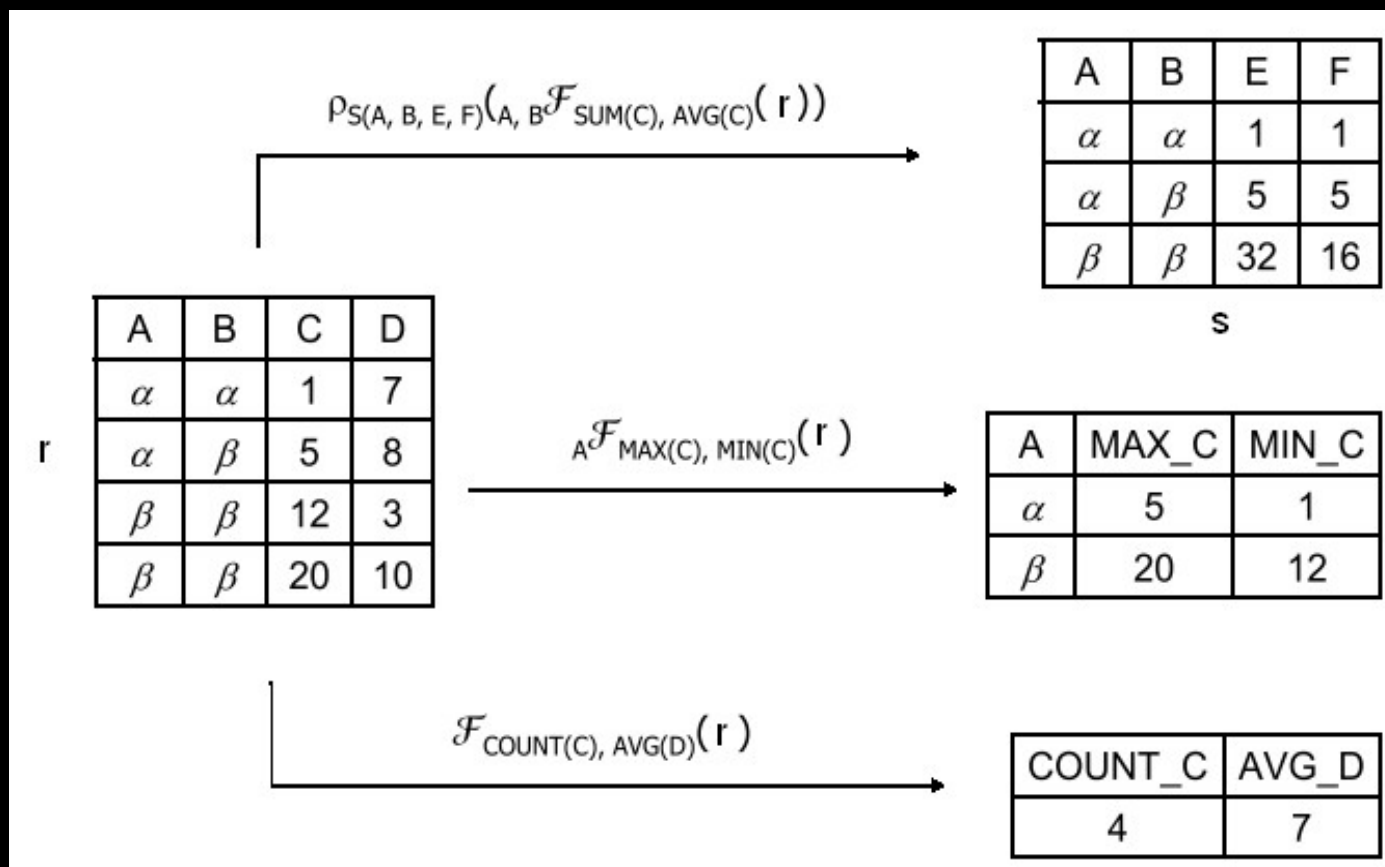 ρS(A, B, E, F)(A, BℱSUM(C), AVG(C)(r))
A B E F
α α 1 1
α β 5 5
β β 32 16
s
r
A B C D
α α 1 7
α β 5 8
β β 12 3
β β 20 10
AℱMAX(C), MIN(C)(r)
A MAX_C MIN_C
α 5 1
β 20 12
ℱCOUNT(C), AVG(D)(r)
COUNT_C AVG_D
4 7